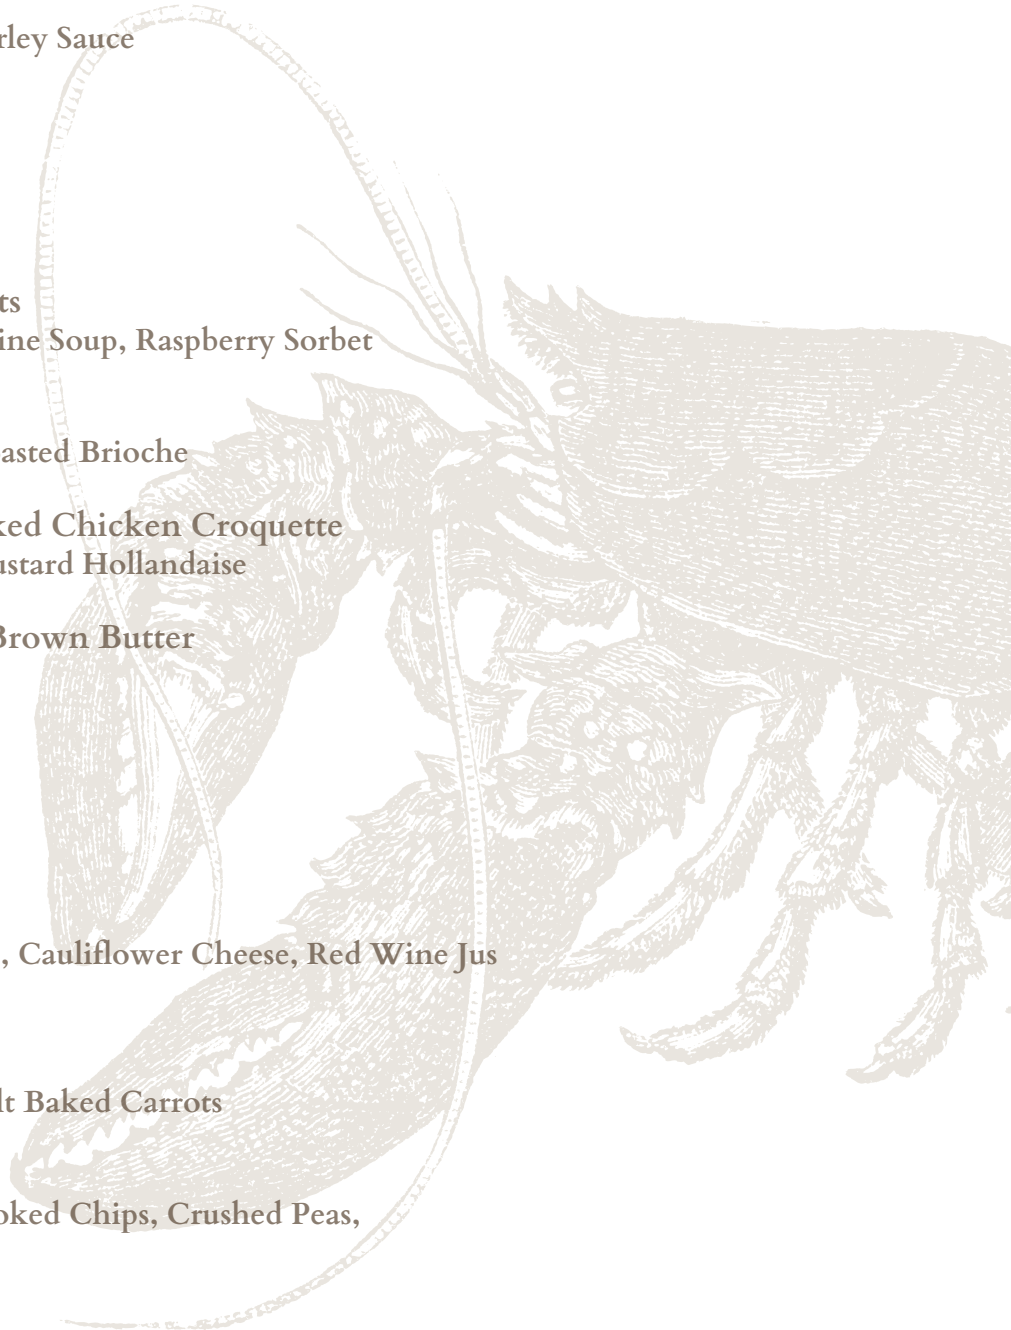 rley Sauce
ts
ine Soup, Raspberry Sorbet
asted Brioche
ked Chicken Croquette
ustard Hollandaise
Brown Butter
, Cauliflower Cheese, Red Wine Jus
lt Baked Carrots
oked Chips, Crushed Peas,